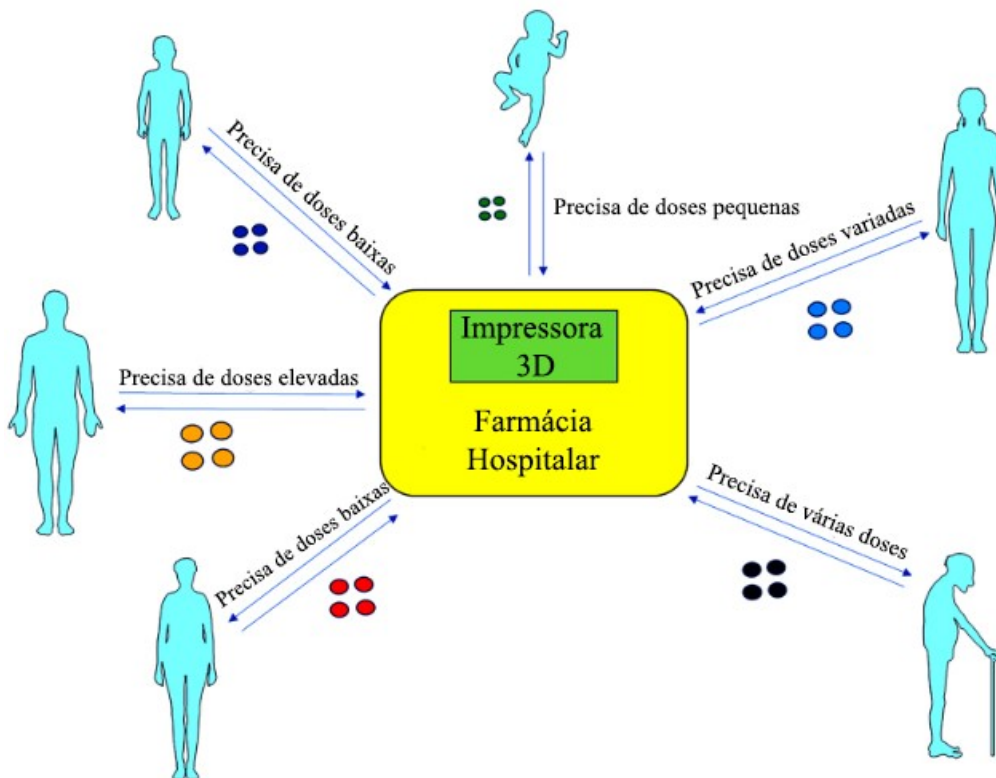 Precisa de doses baixas
Precisa de doses pequenas
Precisa de doses variadas
Impressora
3D
Farmácia
Hospitalar
Precisa de doses elevadas
Precisa de doses baixas
Precisa de várias doses